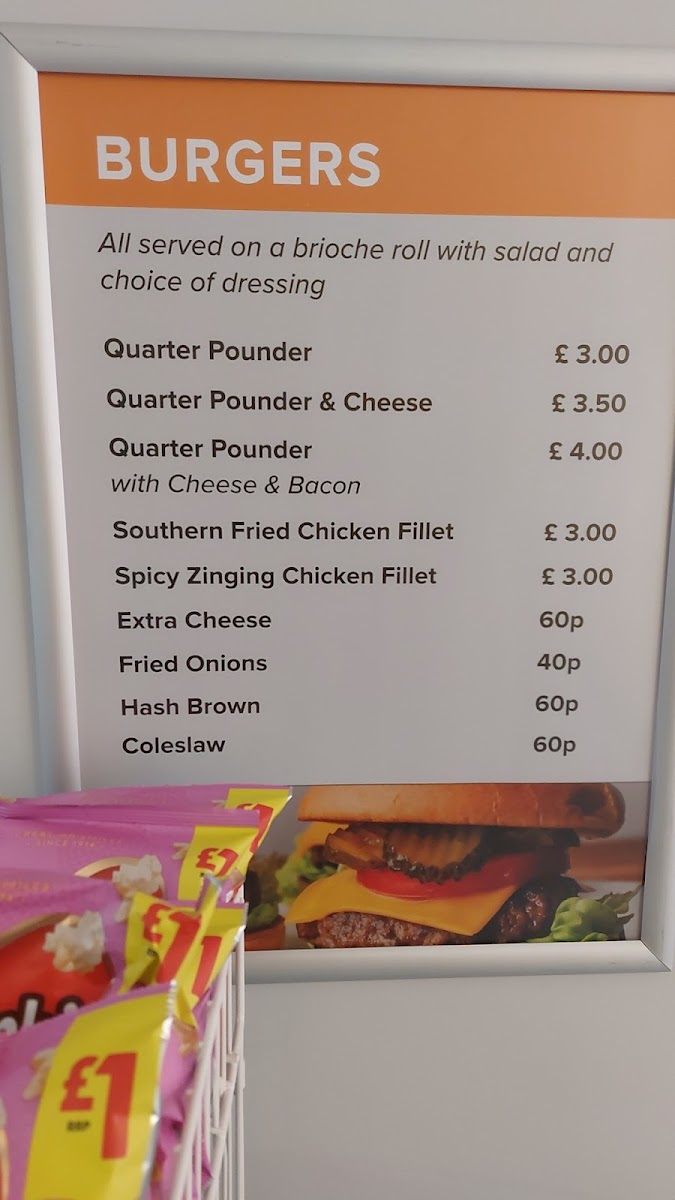 BURGERS
All served on a brioche roll with salad and
choice of dressing
Quarter Pounder £ 3.00
Quarter Pounder & Cheese £ 3.50
Quarter Pounder £ 4.00
with Cheese & Bacon
Southern Fried Chicken Fillet £ 3.00
Spicy Zinging Chicken Fillet £ 3.00
Extra Cheese 60p
Fried Onions 40p
Hash Brown 60p
Coleslaw 60p
£1
£1
£1
£1
RRP